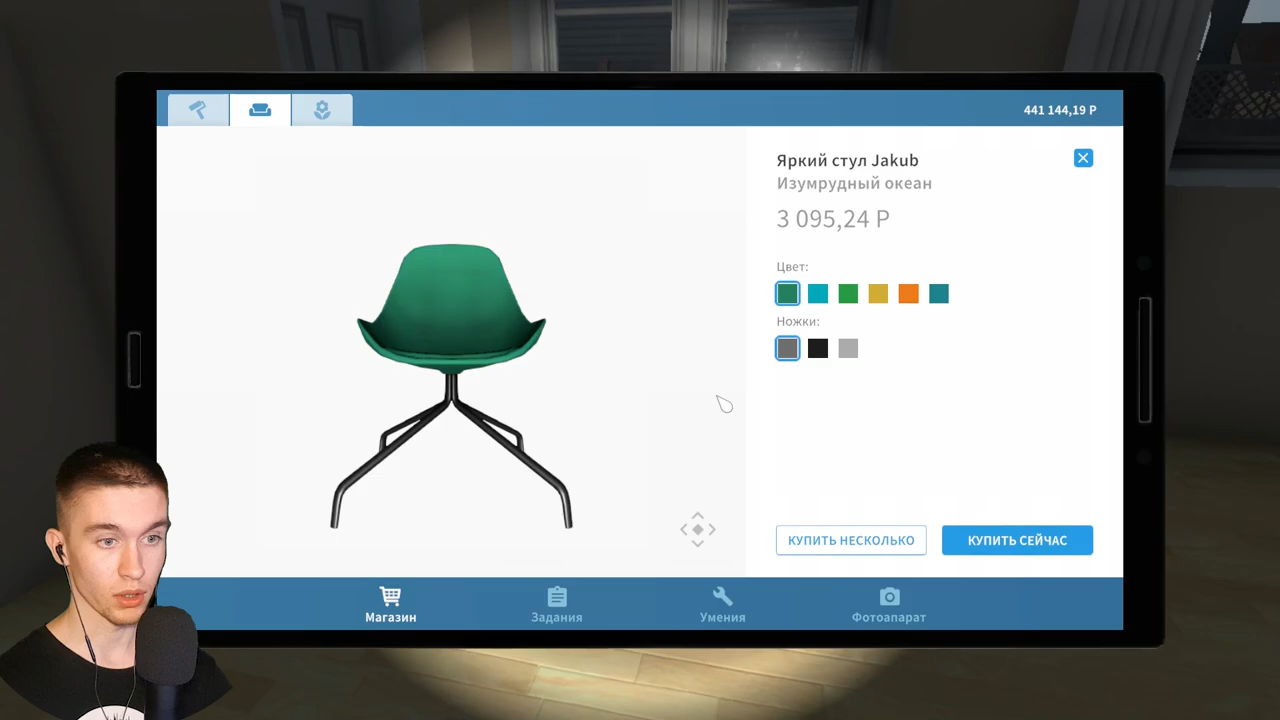 441 144,19 Р
Яркий стул Jakub
Изумрудный океан
3 095,24 Р
Цвет:
Ножки:
КУПИТЬ НЕСКОЛЬКО
КУПИТЬ СЕЙЧАС
Магазин
Задания
Умения
Фотоаппарат